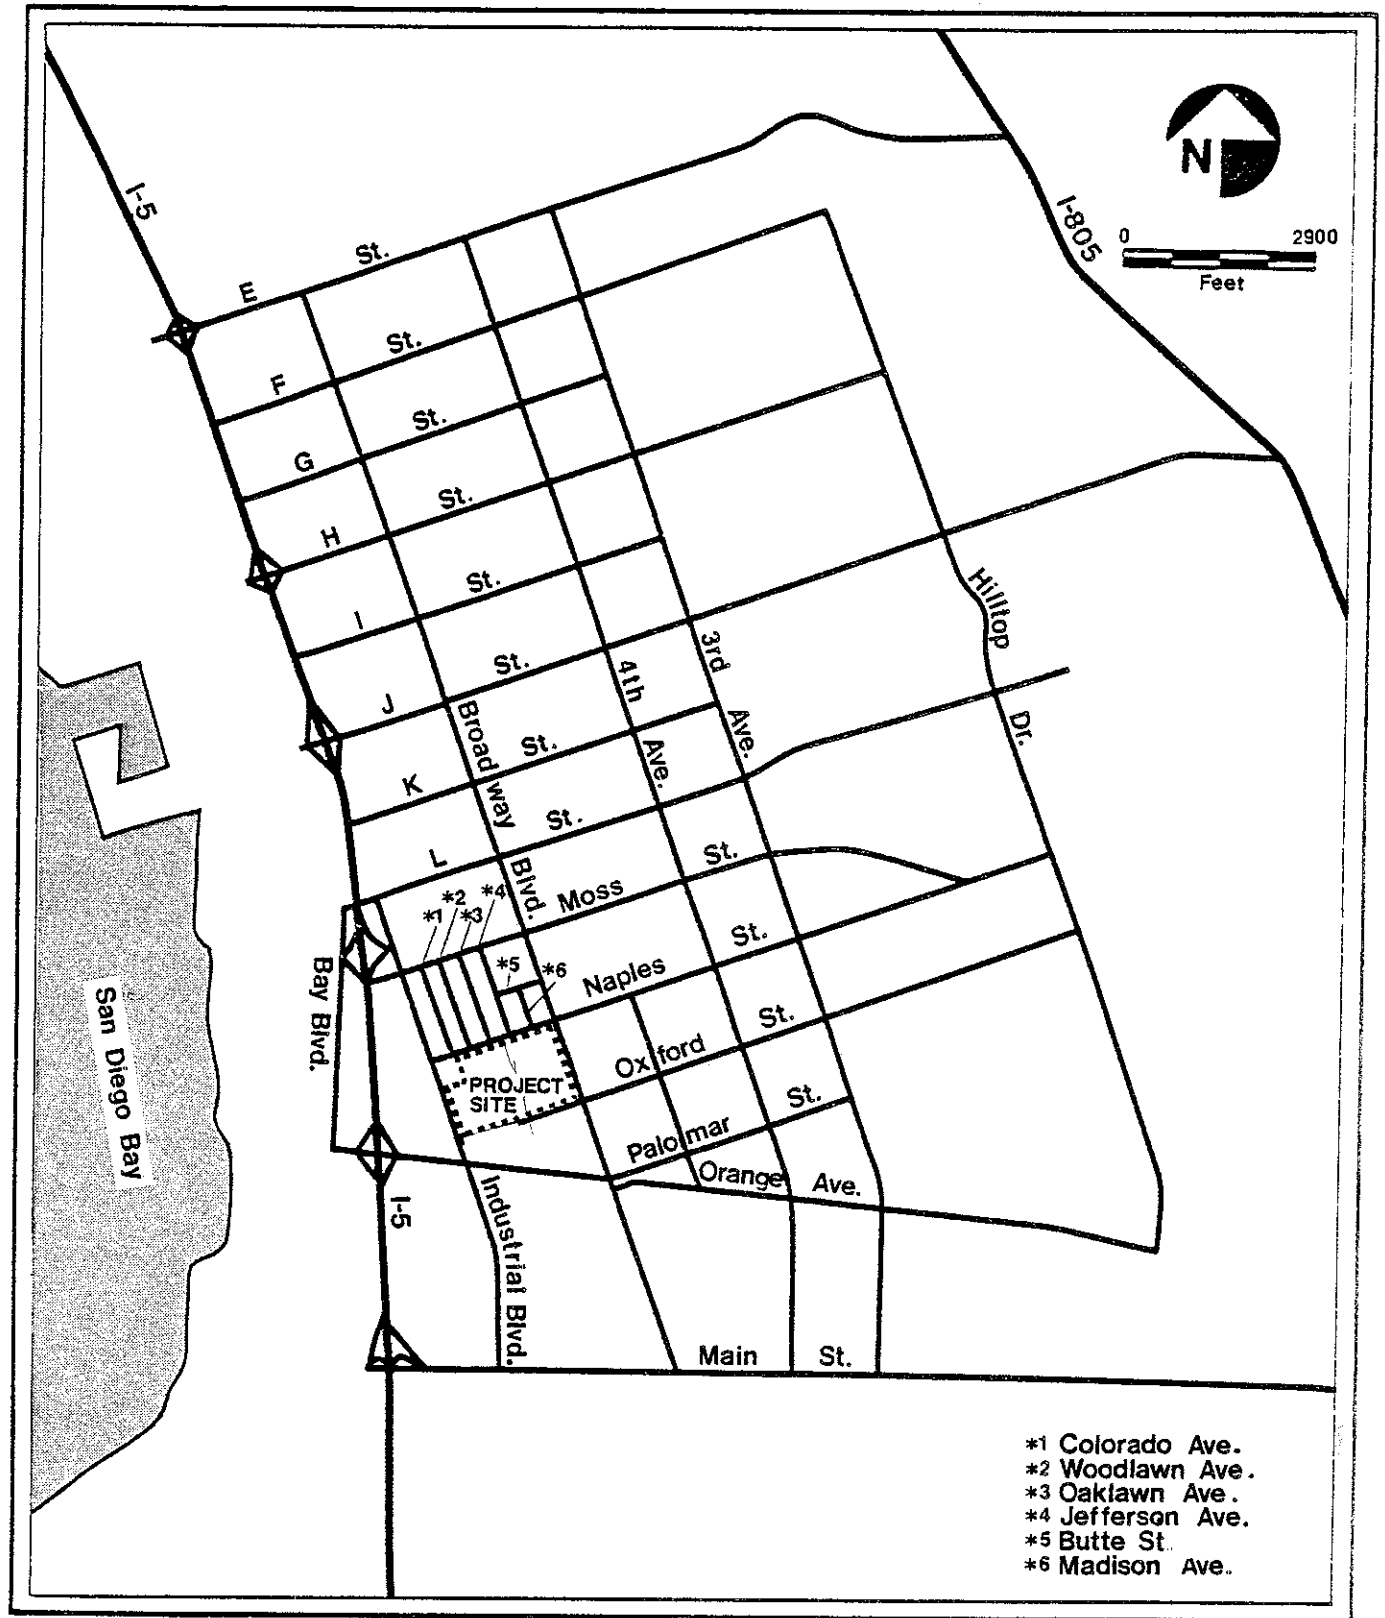 I-5
E St.
I-805
N
0 2900
Feet
F St.
G St.
H St.
I St.
J St.
K St.
L St.
Hilltop Dr.
3rd Ave.
4th Ave.
Broadway Blvd.
*1
*2
*3
*4
Moss St.
*5
*6
Naples St.
Bay Blvd.
San Diego Bay
Oxford St.
PROJECT
SITE
Palomar St.
Orange Ave.
I-5
Industrial Blvd.
Main St.
*1 Colorado Ave.
*2 Woodlawn Ave.
*3 Oaklawn Ave.
*4 Jefferson Ave.
*5 Butte St.
*6 Madison Ave.